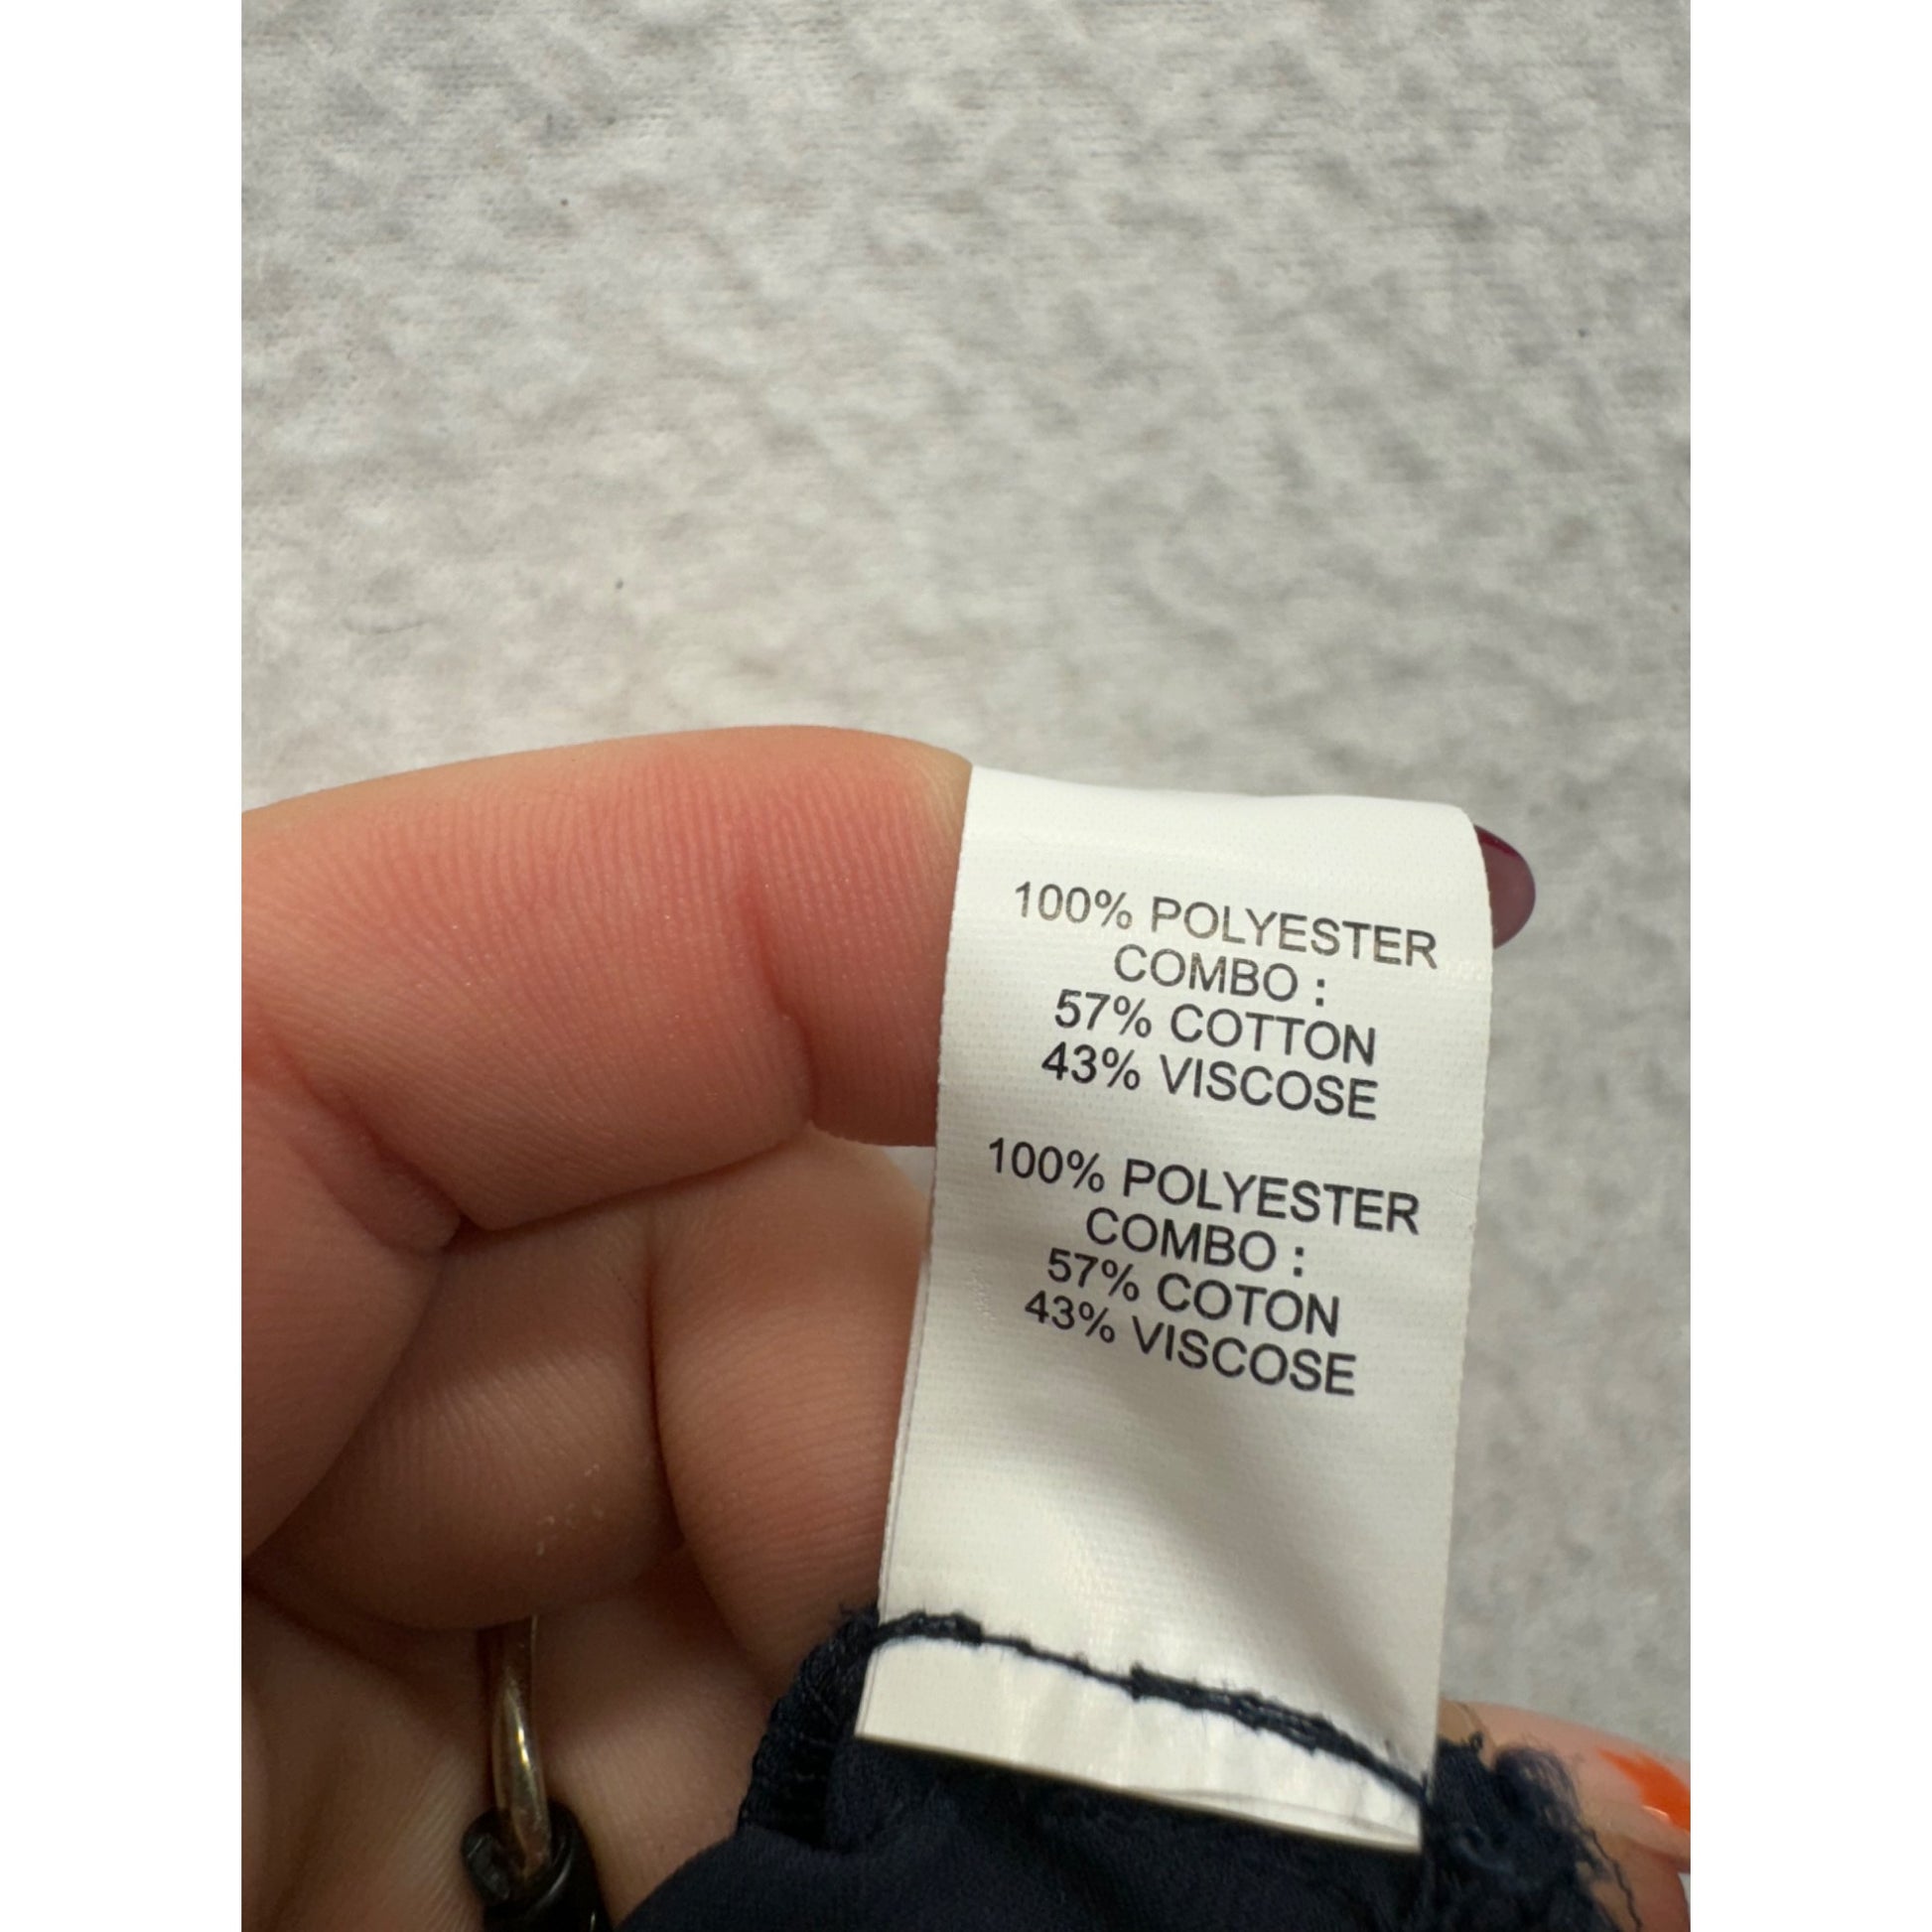 100% POLYESTER
COMBO :
57% COTTON
43% VISCOSE
100% POLYESTER
COMBO :
57% COTON
43% VISCOSE